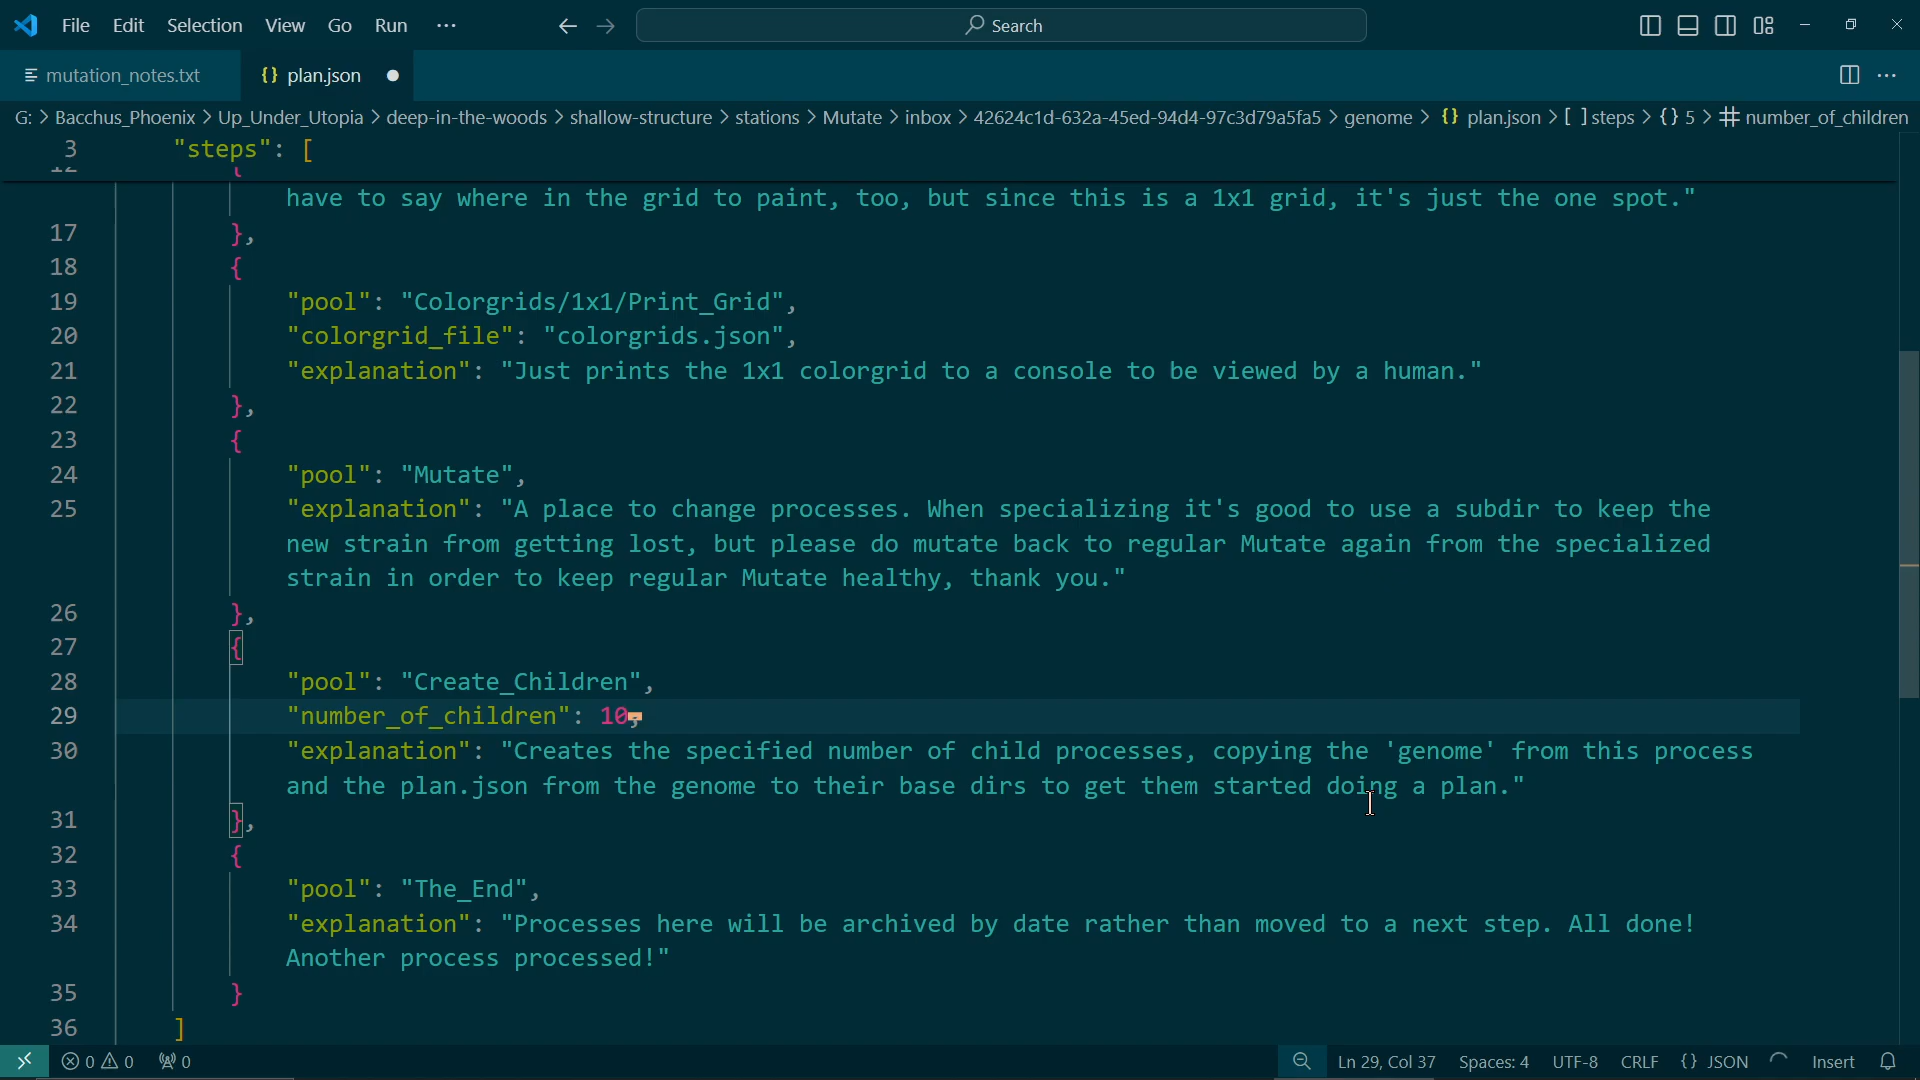 File Edit Selection View Go Run ··· Search
mutation_notes.txt {} plan.json
G: > Bacchus_Phoenix > Up_Under_Utopia > deep-in-the-woods > shallow-structure > stations > Mutate > inbox > 42624c1d-632a-45ed-94d4-97c3d79a5fa5 > genome > {} plan.json > [ ] steps > {} 5 > # number_of_children
3 "steps": [
12 {
have to say where in the grid to paint, too, but since this is a 1x1 grid, it's just the one spot."
17 },
18 {
19 "pool": "Colorgrids/1x1/Print_Grid",
20 "colorgrid_file": "colorgrids.json",
21 "explanation": "Just prints the 1x1 colorgrid to a console to be viewed by a human."
22 },
23 {
24 "pool": "Mutate",
25 "explanation": "A place to change processes. When specializing it's good to use a subdir to keep the
new strain from getting lost, but please do mutate back to regular Mutate again from the specialized
strain in order to keep regular Mutate healthy, thank you."
26 },
27 {
28 "pool": "Create_Children",
29 "number_of_children": 10,
30 "explanation": "Creates the specified number of child processes, copying the 'genome' from this process
and the plan.json from the genome to their base dirs to get them started doing a plan."
31 },
32 {
33 "pool": "The_End",
34 "explanation": "Processes here will be archived by date rather than moved to a next step. All done!
Another process processed!"
35 }
36 ]
0 0 0 Ln 29, Col 37 Spaces: 4 UTF-8 CRLF {} JSON Insert